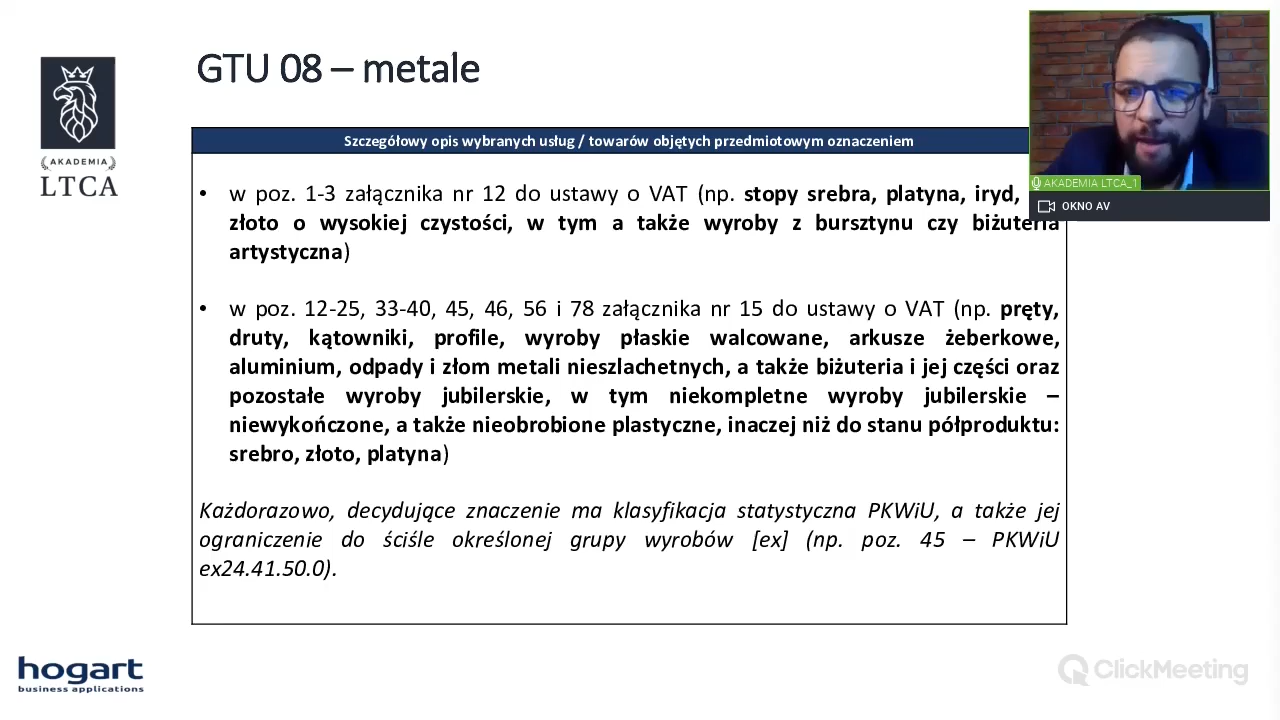 GTU 08 – metale
AKADEMIA
LTCA
Szczegółowy opis wybranych usług / towarów objętych przedmiotowym oznaczeniem
• w poz. 1-3 załącznika nr 12 do ustawy o VAT (np. stopy srebra, platyna, iryd,
złoto o wysokiej czystości, w tym a także wyroby z bursztynu czy biżuteria
artystyczna)
• w poz. 12-25, 33-40, 45, 46, 56 i 78 załącznika nr 15 do ustawy o VAT (np. pręty,
druty, kątowniki, profile, wyroby płaskie walcowane, arkusze żeberkowe,
aluminium, odpady i złom metali nieszlachetnych, a także biżuteria i jej części oraz
pozostałe wyroby jubilerskie, w tym niekompletne wyroby jubilerskie –
niewykończone, a także nieobrobione plastyczne, inaczej niż do stanu półproduktu:
srebro, złoto, platyna)
Każdorazowo, decydujące znaczenie ma klasyfikacja statystyczna PKWiU, a także jej
ograniczenie do ściśle określonej grupy wyrobów [ex] (np. poz. 45 – PKWiU
ex24.41.50.0).
AKADEMIA LTCA_1
OKNO AV
hogart
business applications
ClickMeeting